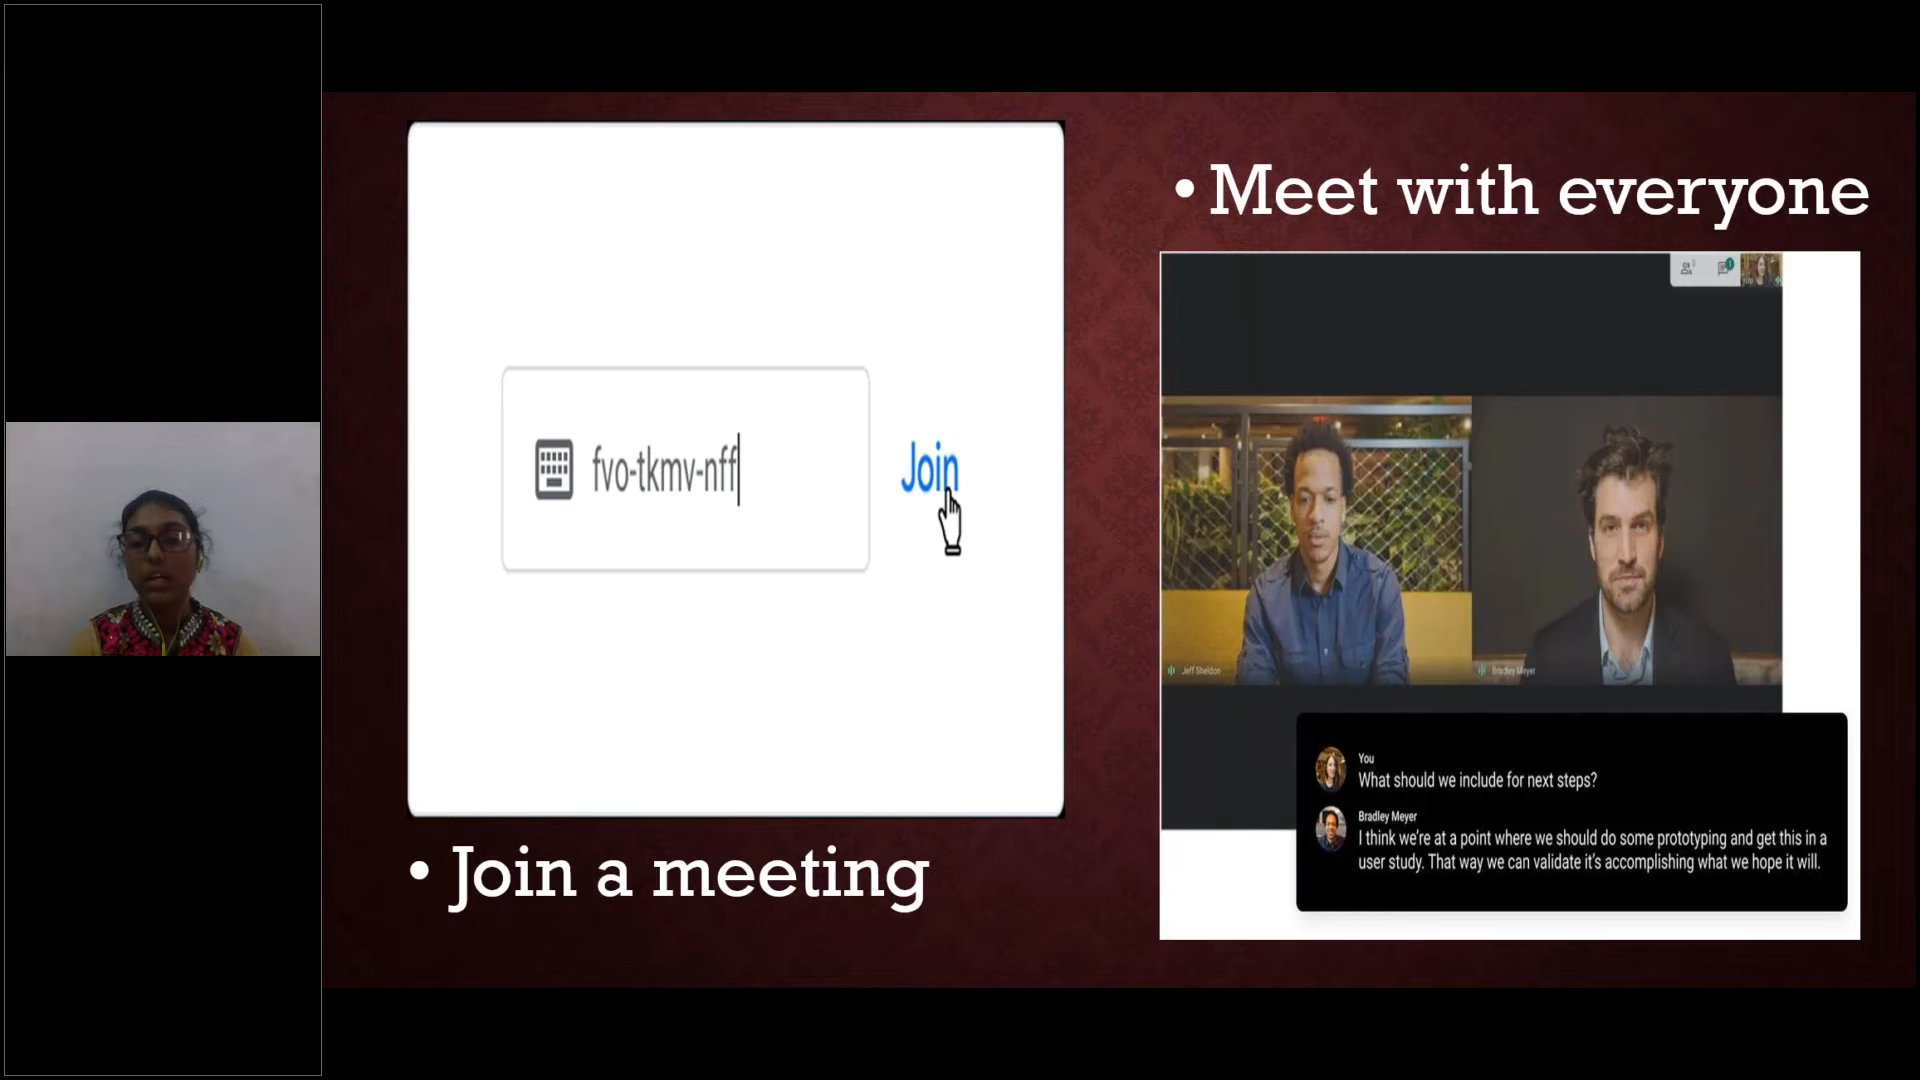 fvo-tkmv-nff
Join
• Join a meeting
• Meet with everyone
Jeff Sheldon
Bradley Meyer
You
What should we include for next steps?
Bradley Meyer
I think we're at a point where we should do some prototyping and get this in a
user study. That way we can validate it's accomplishing what we hope it will.